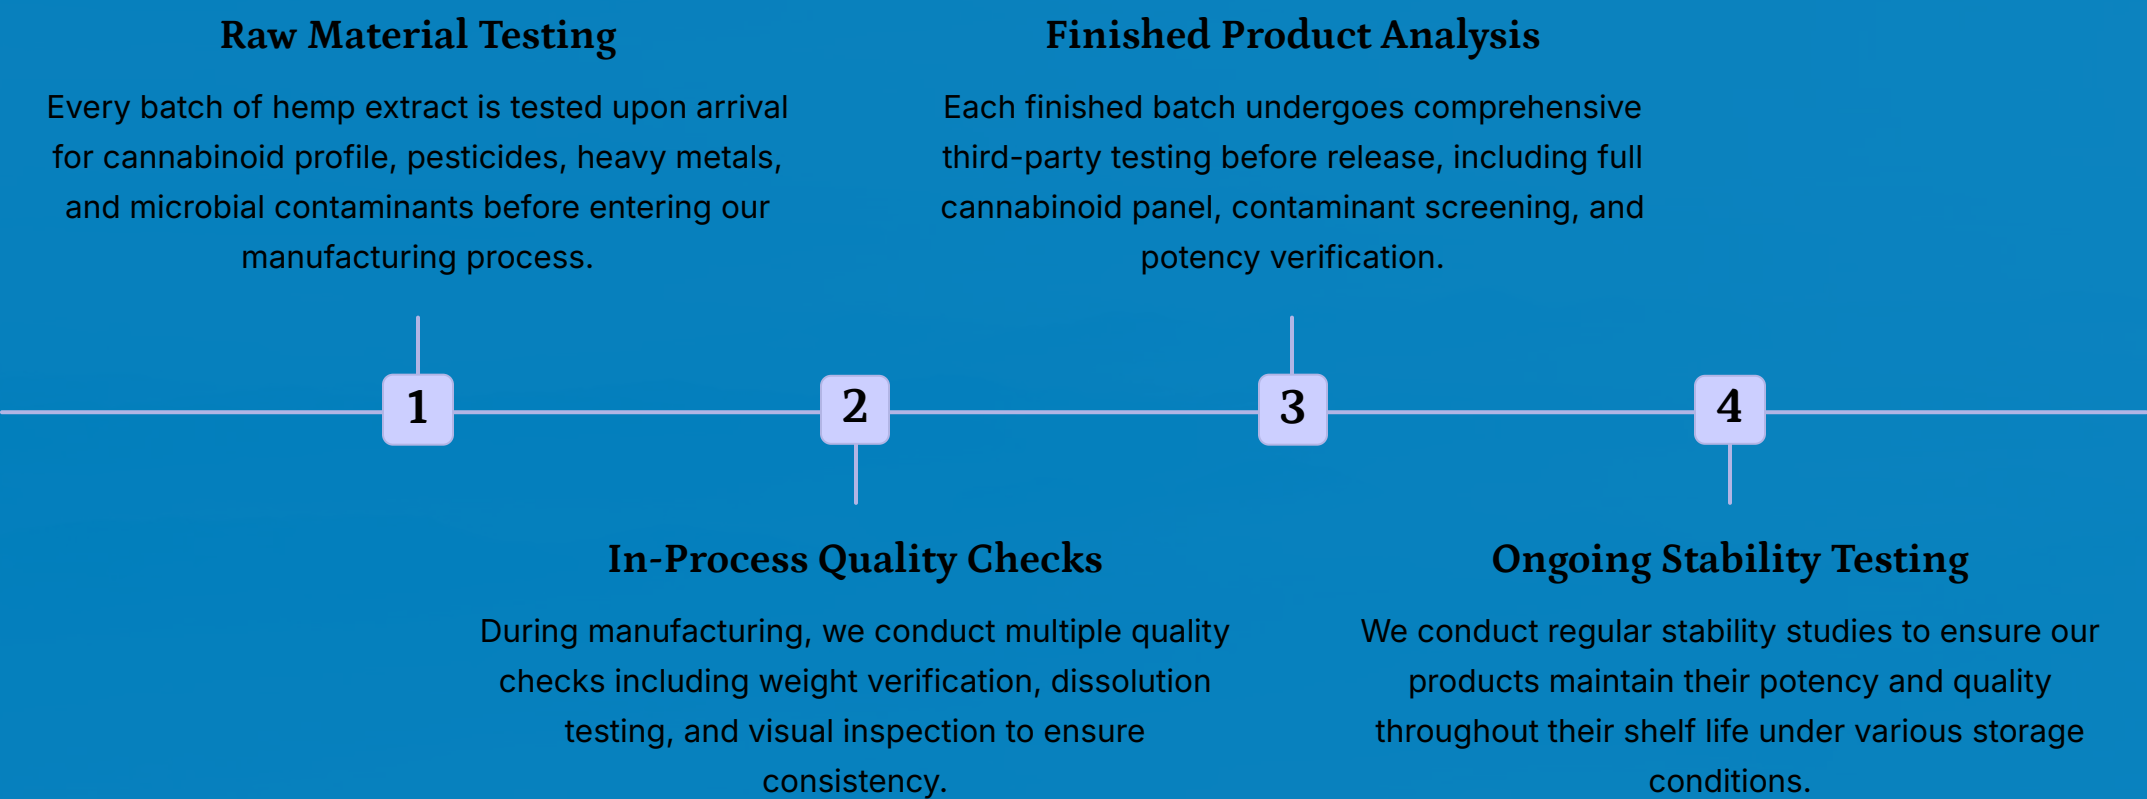 Raw Material Testing
Every batch of hemp extract is tested upon arrival
for cannabinoid profile, pesticides, heavy metals,
and microbial contaminants before entering our
manufacturing process.
1
2
In-Process Quality Checks
During manufacturing, we conduct multiple quality
checks including weight verification, dissolution
testing, and visual inspection to ensure
consistency.
Finished Product Analysis
Each finished batch undergoes comprehensive
third-party testing before release, including full
cannabinoid panel, contaminant screening, and
potency verification.
3
4
Ongoing Stability Testing
We conduct regular stability studies to ensure our
products maintain their potency and quality
throughout their shelf life under various storage
conditions.